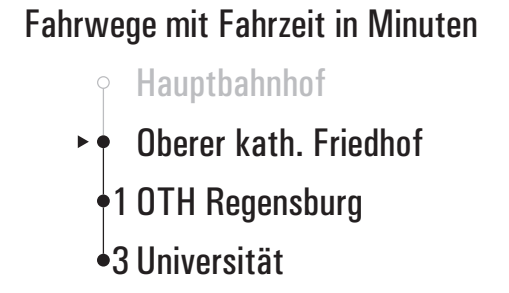 Fahrwege mit Fahrzeit in Minuten
Hauptbahnhof
Oberer kath. Friedhof
1 OTH Regensburg
3 Universität